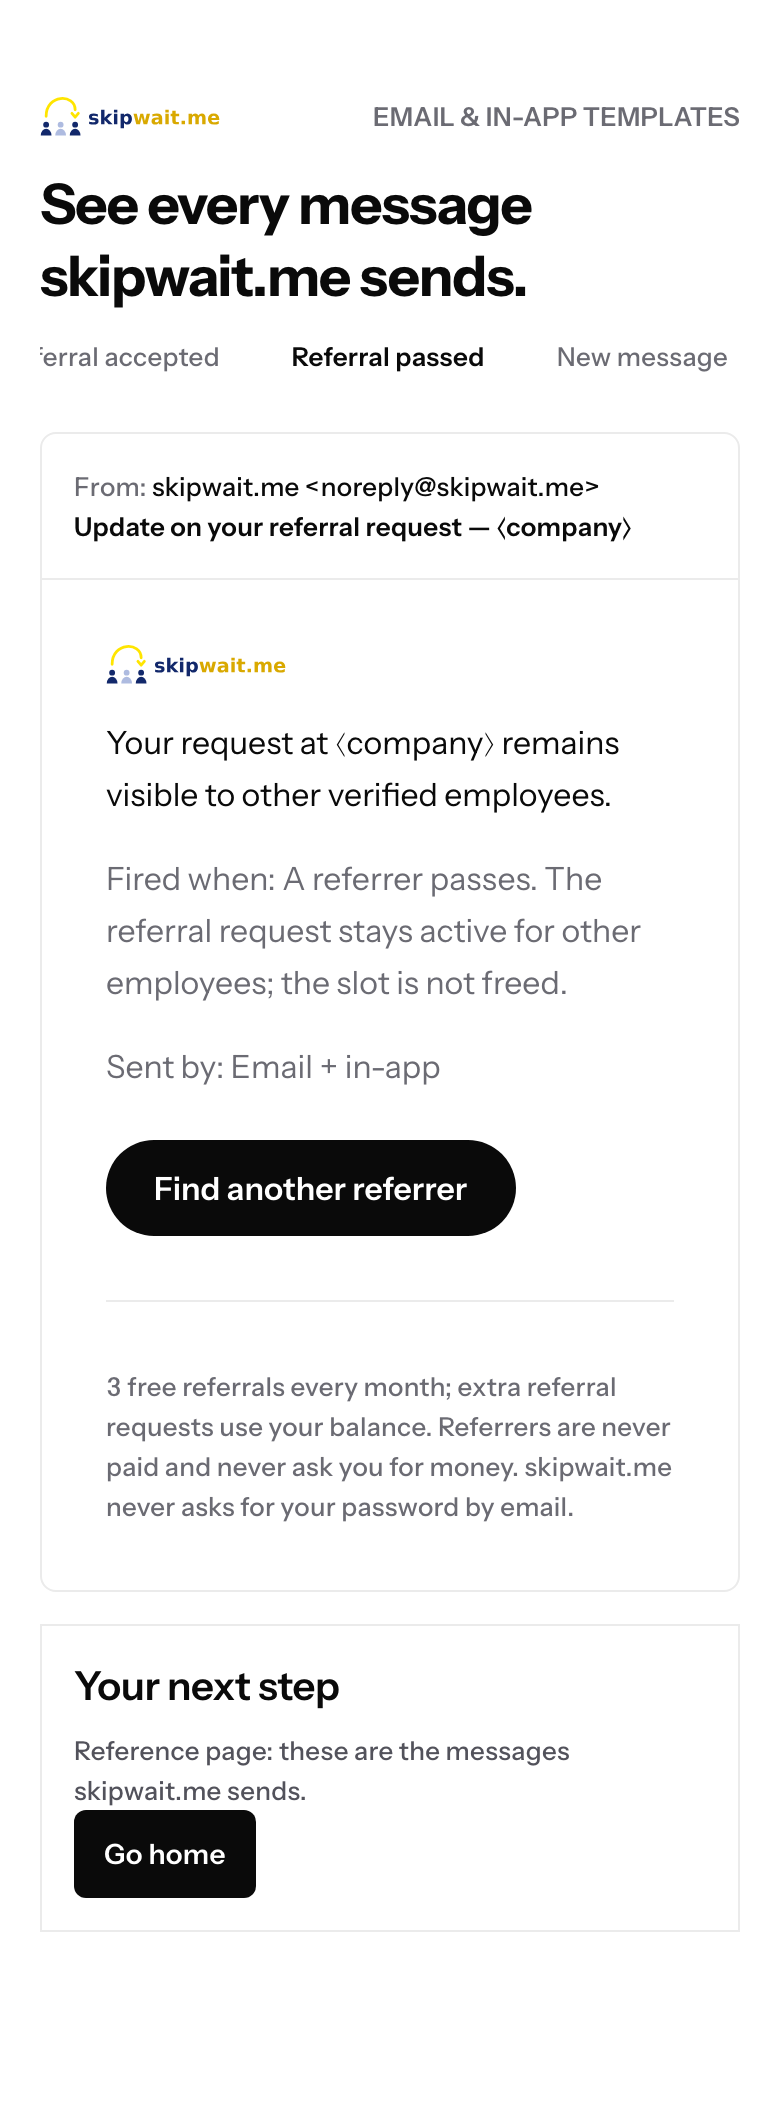 skipwait.me
EMAIL & IN-APP TEMPLATES
See every message
skipwait.me sends.
ferral accepted
Referral passed
New message
From: skipwait.me <noreply@skipwait.me>
Update on your referral request — 〈company〉
skipwait.me
Your request at 〈company〉 remains
visible to other verified employees.
Fired when: A referrer passes. The
referral request stays active for other
employees; the slot is not freed.
Sent by: Email + in-app
Find another referrer
3 free referrals every month; extra referral
requests use your balance. Referrers are never
paid and never ask you for money. skipwait.me
never asks for your password by email.
Your next step
Reference page: these are the messages
skipwait.me sends.
Go home